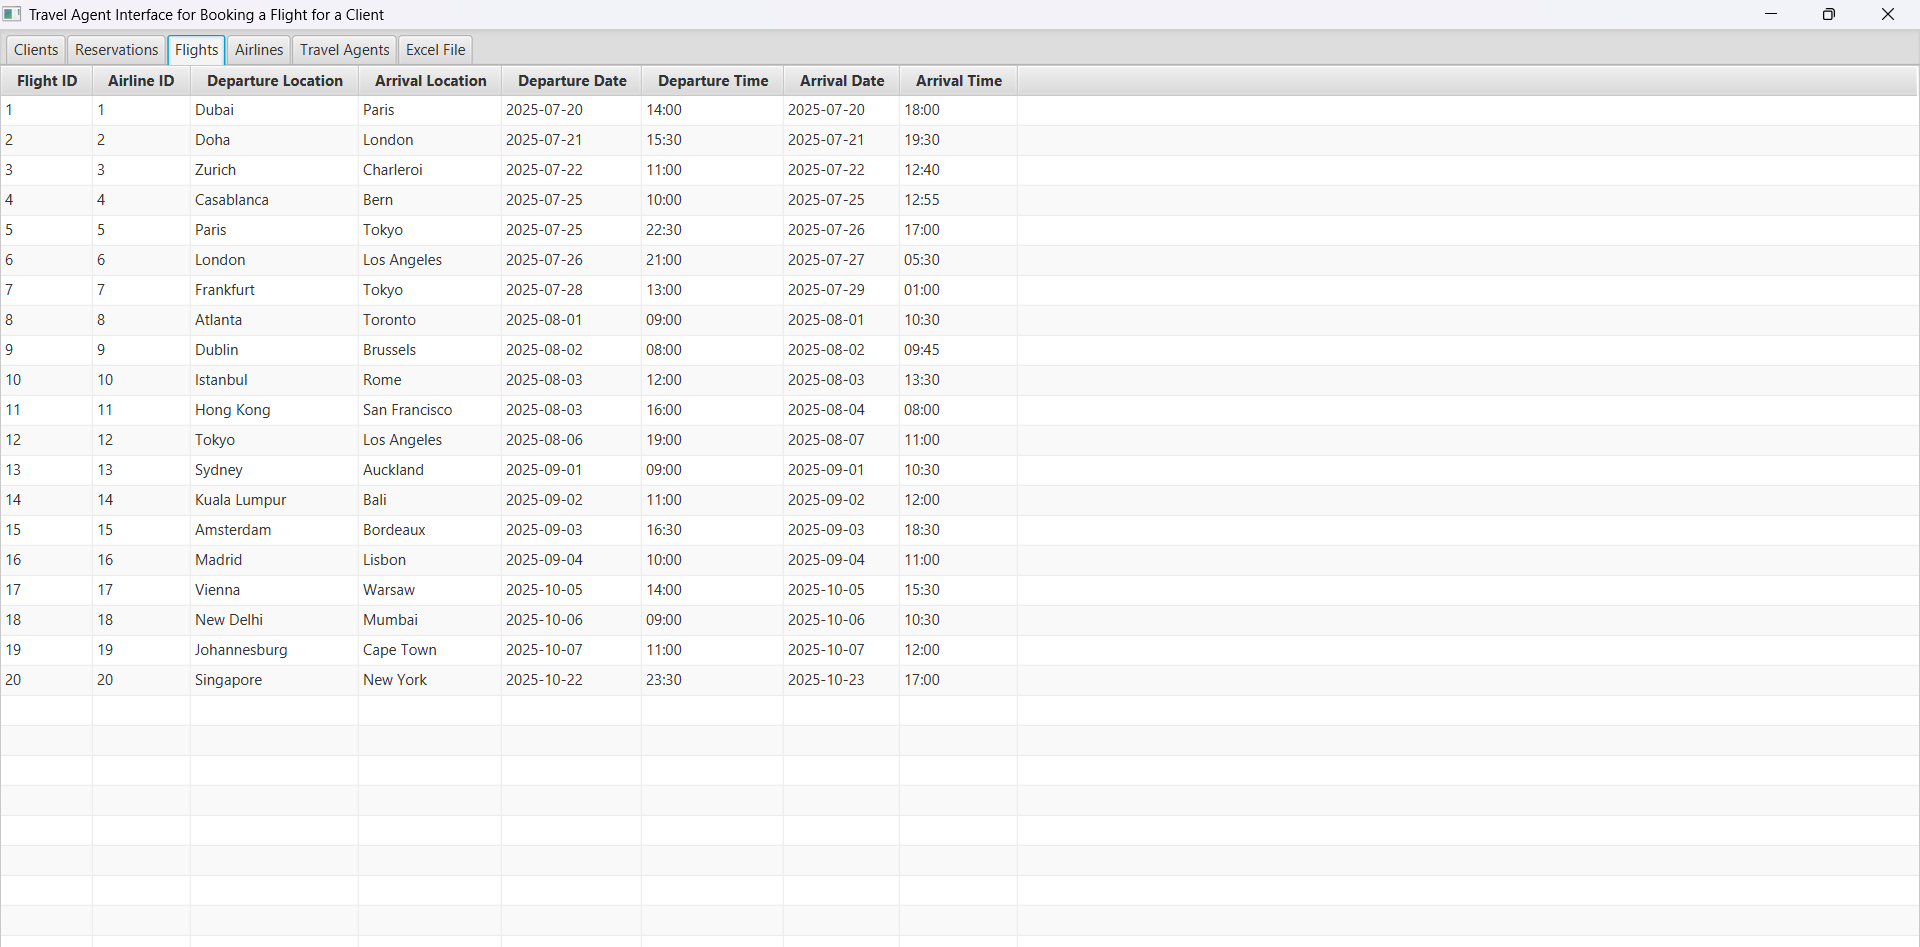 Travel Agent Interface for Booking a Flight for a Client
Clients Reservations Flights Airlines Travel Agents Excel File
Flight ID Airline ID Departure Location Arrival Location Departure Date Departure Time Arrival Date Arrival Time
1 1 Dubai Paris 2025-07-20 14:00 2025-07-20 18:00
2 2 Doha London 2025-07-21 15:30 2025-07-21 19:30
3 3 Zurich Charleroi 2025-07-22 11:00 2025-07-22 12:40
4 4 Casablanca Bern 2025-07-25 10:00 2025-07-25 12:55
5 5 Paris Tokyo 2025-07-25 22:30 2025-07-26 17:00
6 6 London Los Angeles 2025-07-26 21:00 2025-07-27 05:30
7 7 Frankfurt Tokyo 2025-07-28 13:00 2025-07-29 01:00
8 8 Atlanta Toronto 2025-08-01 09:00 2025-08-01 10:30
9 9 Dublin Brussels 2025-08-02 08:00 2025-08-02 09:45
10 10 Istanbul Rome 2025-08-03 12:00 2025-08-03 13:30
11 11 Hong Kong San Francisco 2025-08-03 16:00 2025-08-04 08:00
12 12 Tokyo Los Angeles 2025-08-06 19:00 2025-08-07 11:00
13 13 Sydney Auckland 2025-09-01 09:00 2025-09-01 10:30
14 14 Kuala Lumpur Bali 2025-09-02 11:00 2025-09-02 12:00
15 15 Amsterdam Bordeaux 2025-09-03 16:30 2025-09-03 18:30
16 16 Madrid Lisbon 2025-09-04 10:00 2025-09-04 11:00
17 17 Vienna Warsaw 2025-10-05 14:00 2025-10-05 15:30
18 18 New Delhi Mumbai 2025-10-06 09:00 2025-10-06 10:30
19 19 Johannesburg Cape Town 2025-10-07 11:00 2025-10-07 12:00
20 20 Singapore New York 2025-10-22 23:30 2025-10-23 17:00